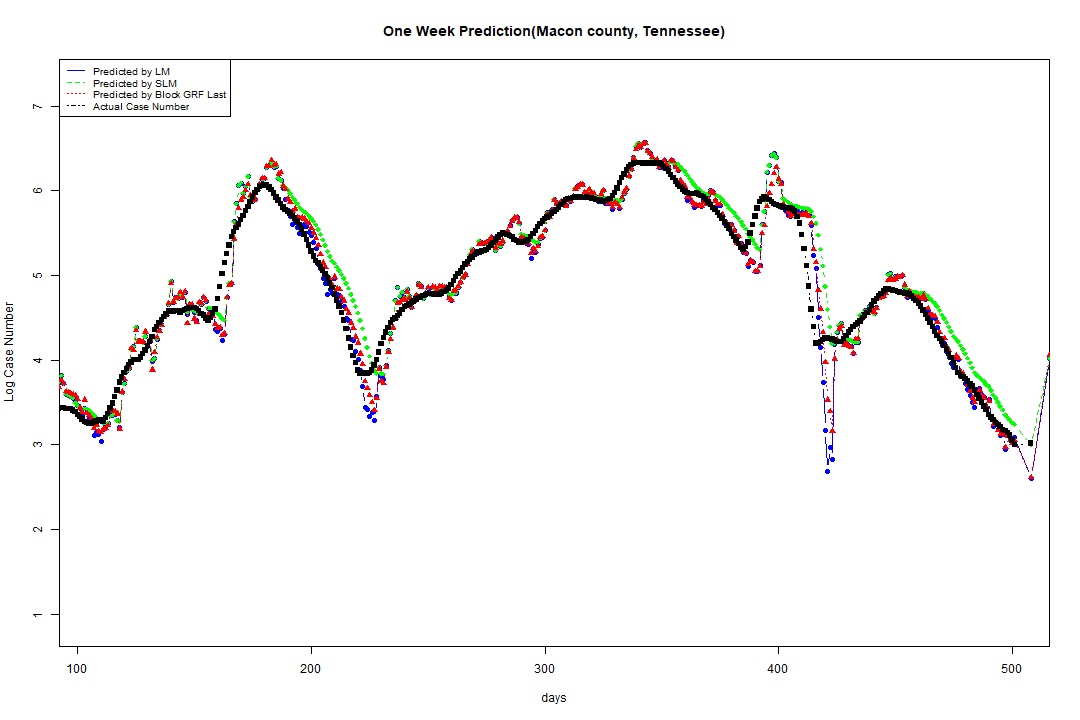 One Week Prediction(Macon county, Tennessee)
Predicted by LM
Predicted by SLM
Predicted by Block GRF Last
Actual Case Number
Log Case Number
7
6
5
4
3
2
1
100 200 300 400 500
days